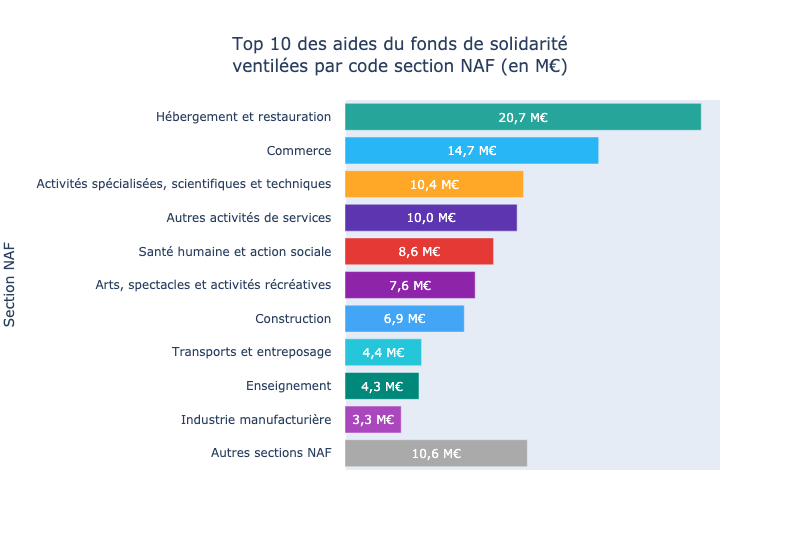 Top 10 des aides du fonds de solidarité
ventilées par code section NAF (en M€)
Section NAF
Hébergement et restauration 20,7 M€
Commerce 14,7 M€
Activités spécialisées, scientifiques et techniques 10,4 M€
Autres activités de services 10,0 M€
Santé humaine et action sociale 8,6 M€
Arts, spectacles et activités récréatives 7,6 M€
Construction 6,9 M€
Transports et entreposage 4,4 M€
Enseignement 4,3 M€
Industrie manufacturière 3,3 M€
Autres sections NAF 10,6 M€